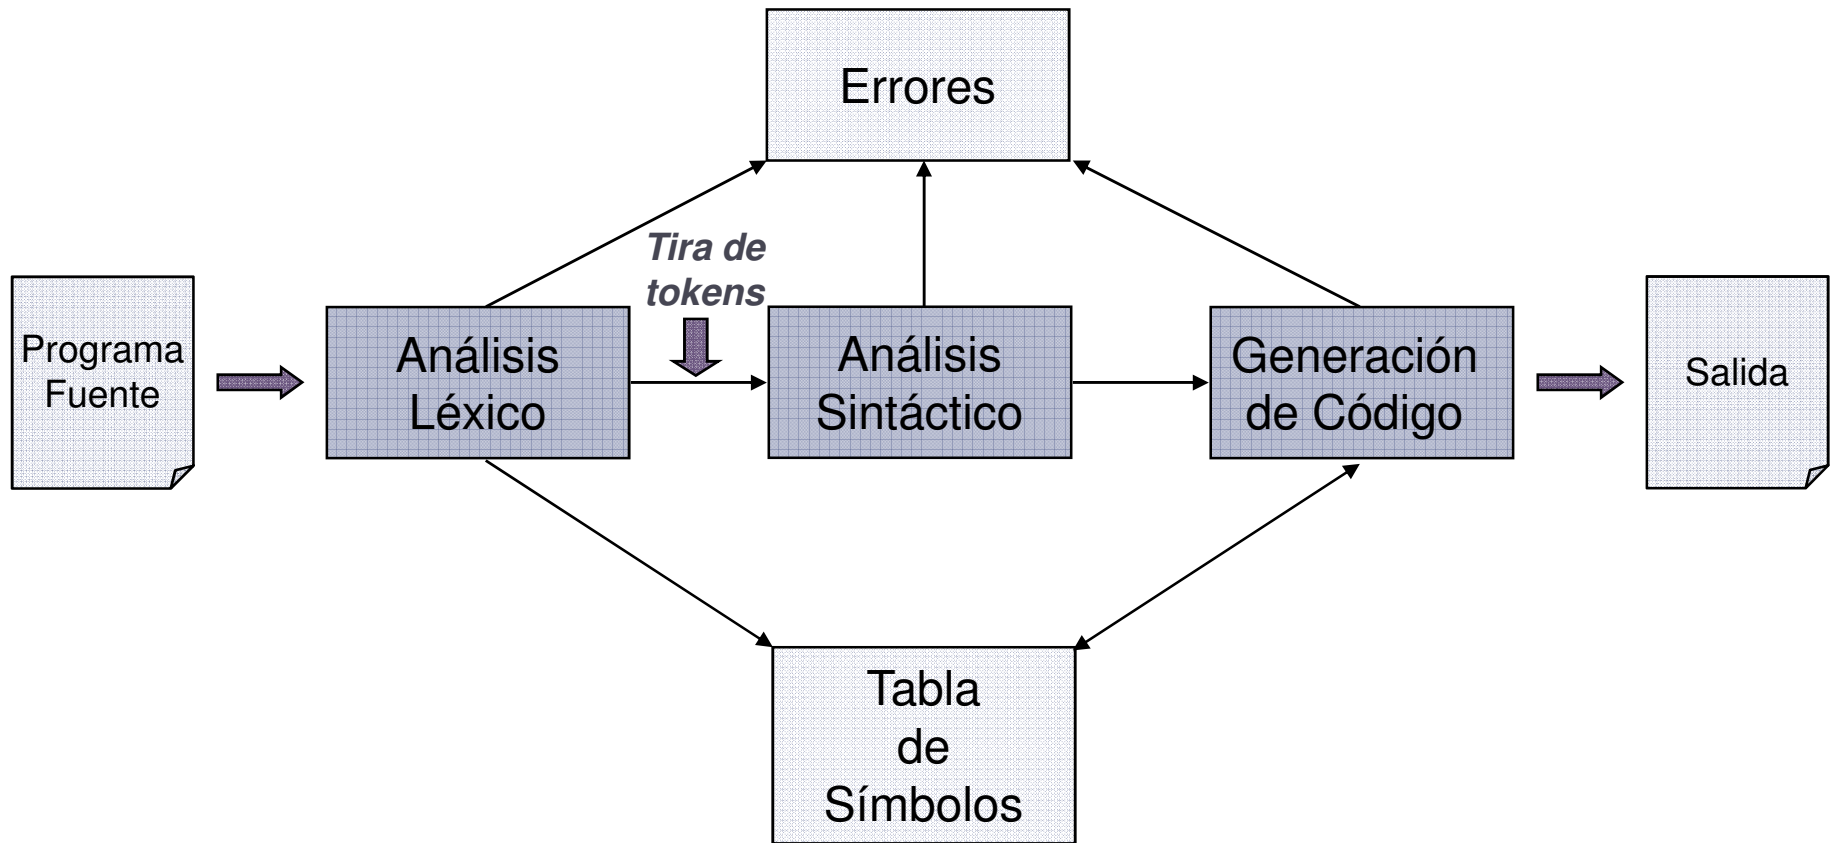 Errores
Tira de
tokens
Programa
Fuente
Análisis
Léxico
Análisis
Sintáctico
Generación
de Código
Salida
Tabla
de
Símbolos